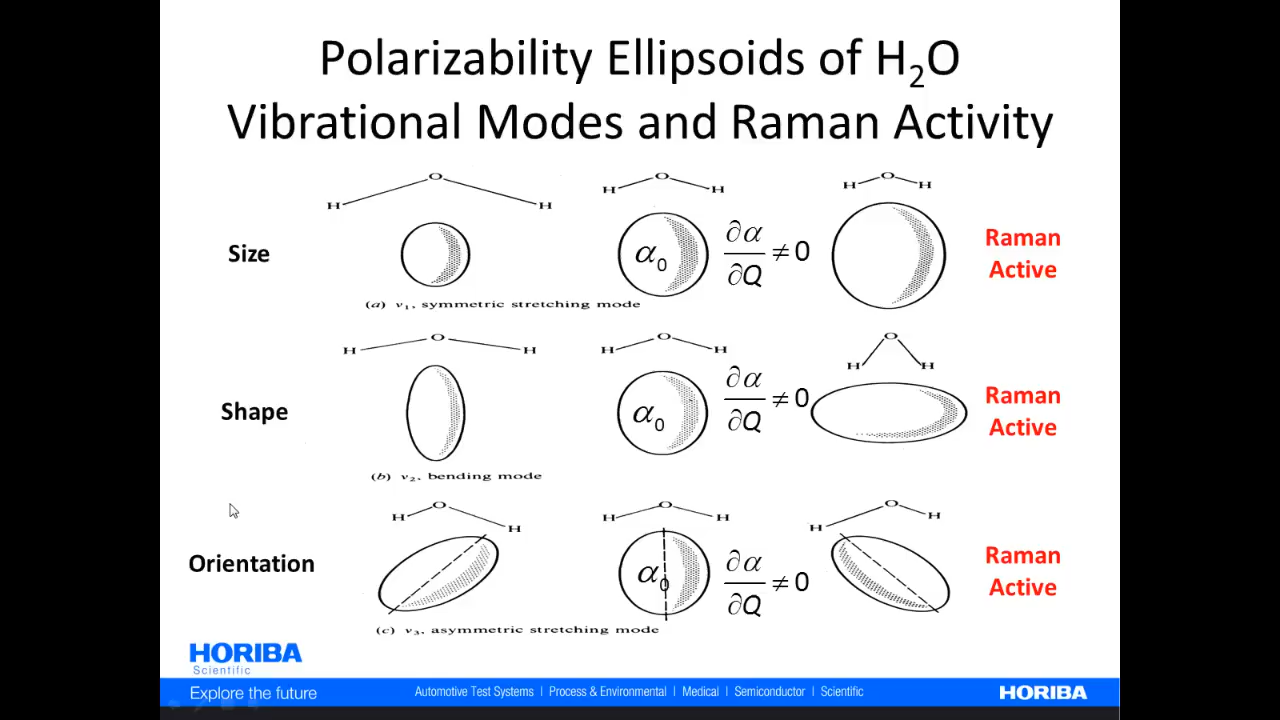 Polarizability Ellipsoids of H₂O
Vibrational Modes and Raman Activity
O
H H
O
H H
O
H H
Size
α₀
∂α/∂Q ≠ 0
Raman
Active
(a) ν₁, symmetric stretching mode
O
H H
O
H H
O
H H
Shape
α₀
∂α/∂Q ≠ 0
Raman
Active
(b) ν₂, bending mode
O
H H
O
H H
O
H H
Orientation
α₀
∂α/∂Q ≠ 0
Raman
Active
(c) ν₃, asymmetric stretching mode
HORIBA
Scientific
Explore the future
Automotive Test Systems | Process & Environmental | Medical | Semiconductor | Scientific
HORIBA